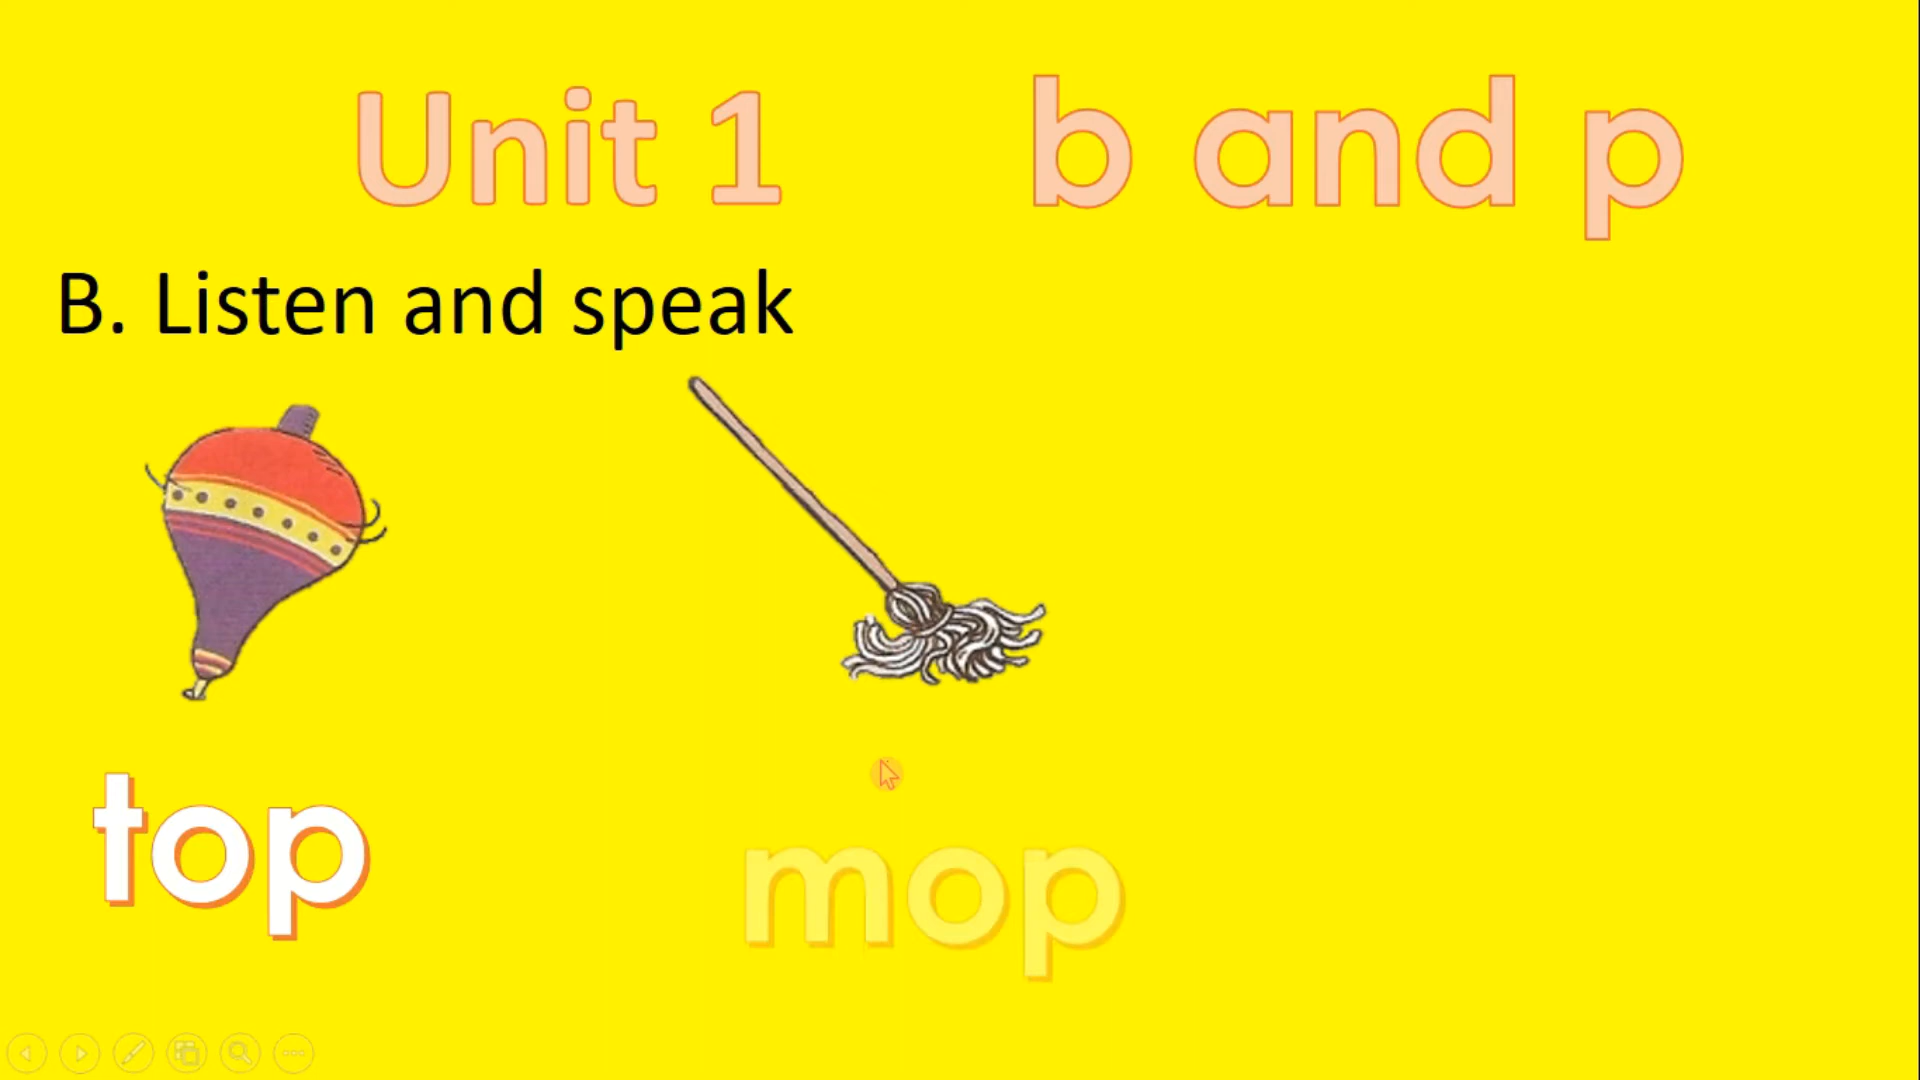 Unit 1 b and p
B. Listen and speak
top mop